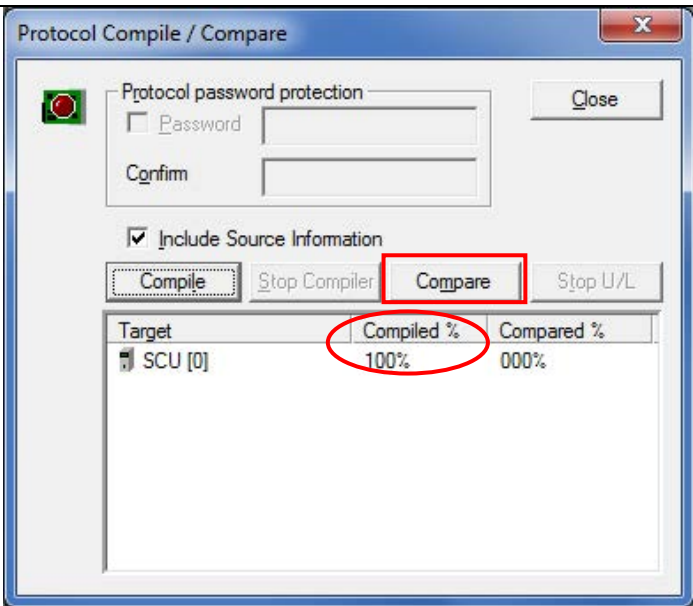 Protocol Compile / Compare
Protocol password protection
Close
Password
Confirm
Include Source Information
Compile Stop Compiler Compare Stop U/L
Target Compiled % Compared %
SCU [0] 100% 000%